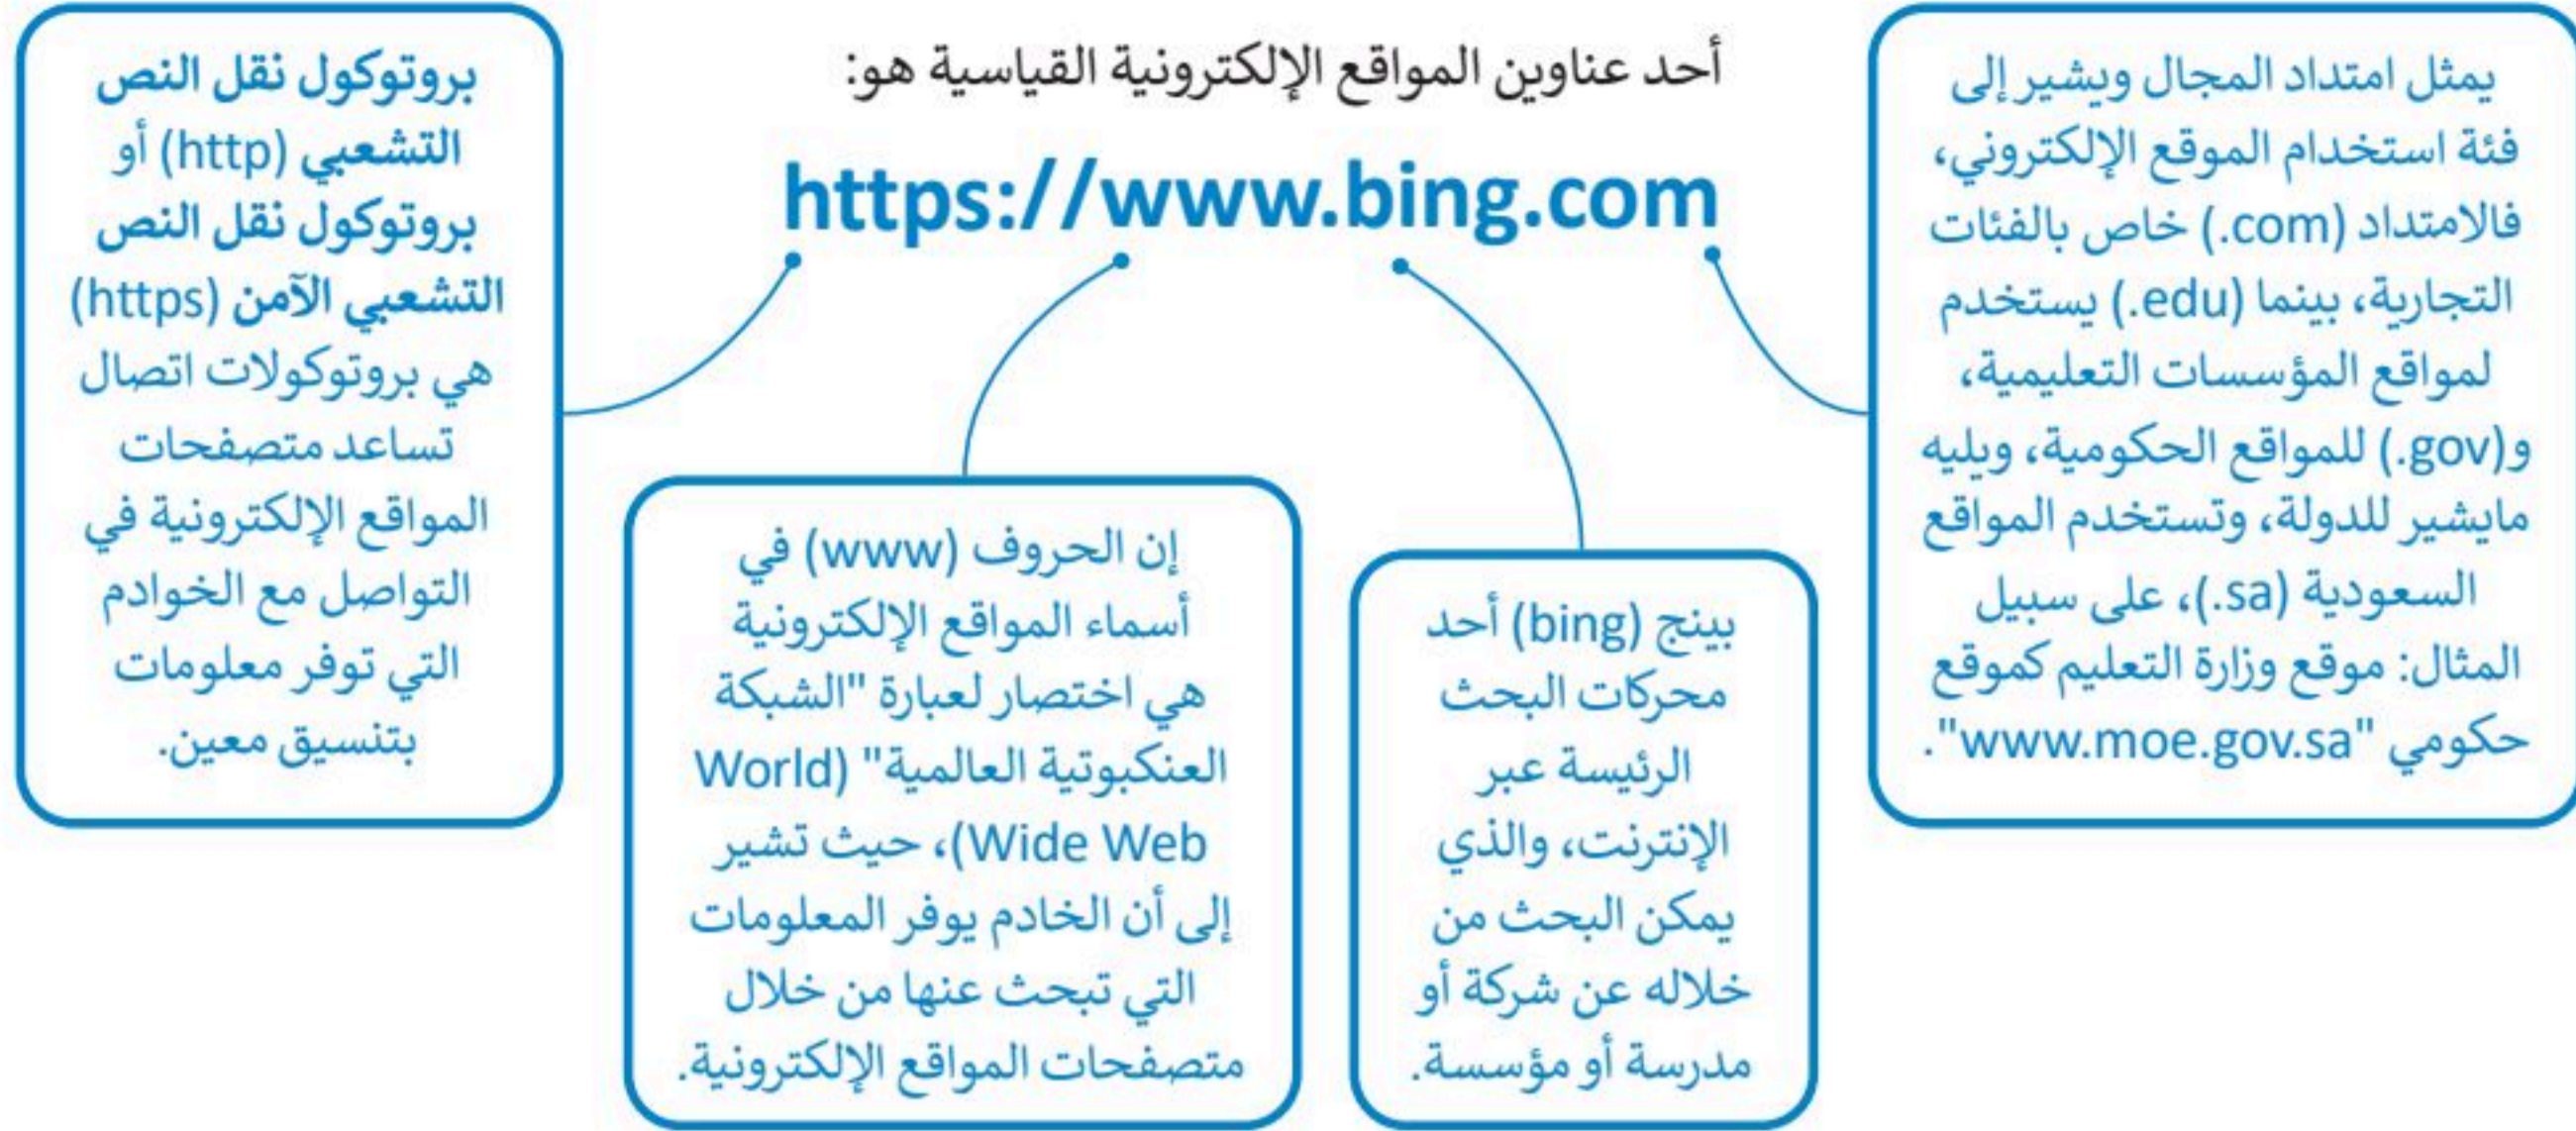 أحد عناوين المواقع الإلكترونية القياسية هو:
https://www.bing.com
بروتوكول نقل النص
التشعبي (http) أو
بروتوكول نقل النص
التشعبي الآمن (https)
هي بروتوكولات اتصال
تساعد متصفحات
المواقع الإلكترونية في
التواصل مع الخوادم
التي توفر معلومات
بتنسيق معين.
إن الحروف (www) في
أسماء المواقع الإلكترونية
هي اختصار لعبارة "الشبكة
العنكبوتية العالمية" (World
Wide Web)، حيث تشير
إلى أن الخادم يوفر المعلومات
التي تبحث عنها من خلال
متصفحات المواقع الإلكترونية.
بينج (bing) أحد
محركات البحث
الرئيسة عبر
الإنترنت، والذي
يمكن البحث من
خلاله عن شركة أو
مدرسة أو مؤسسة.
يمثل امتداد المجال ويشير إلى
فئة استخدام الموقع الإلكتروني،
فالامتداد (com.) خاص بالفئات
التجارية، بينما (edu.) يستخدم
لمواقع المؤسسات التعليمية،
و(gov.) للمواقع الحكومية، ويليه
مايشير للدولة، وتستخدم المواقع
السعودية (sa.)، على سبيل
المثال: موقع وزارة التعليم كموقع
حكومي "www.moe.gov.sa".